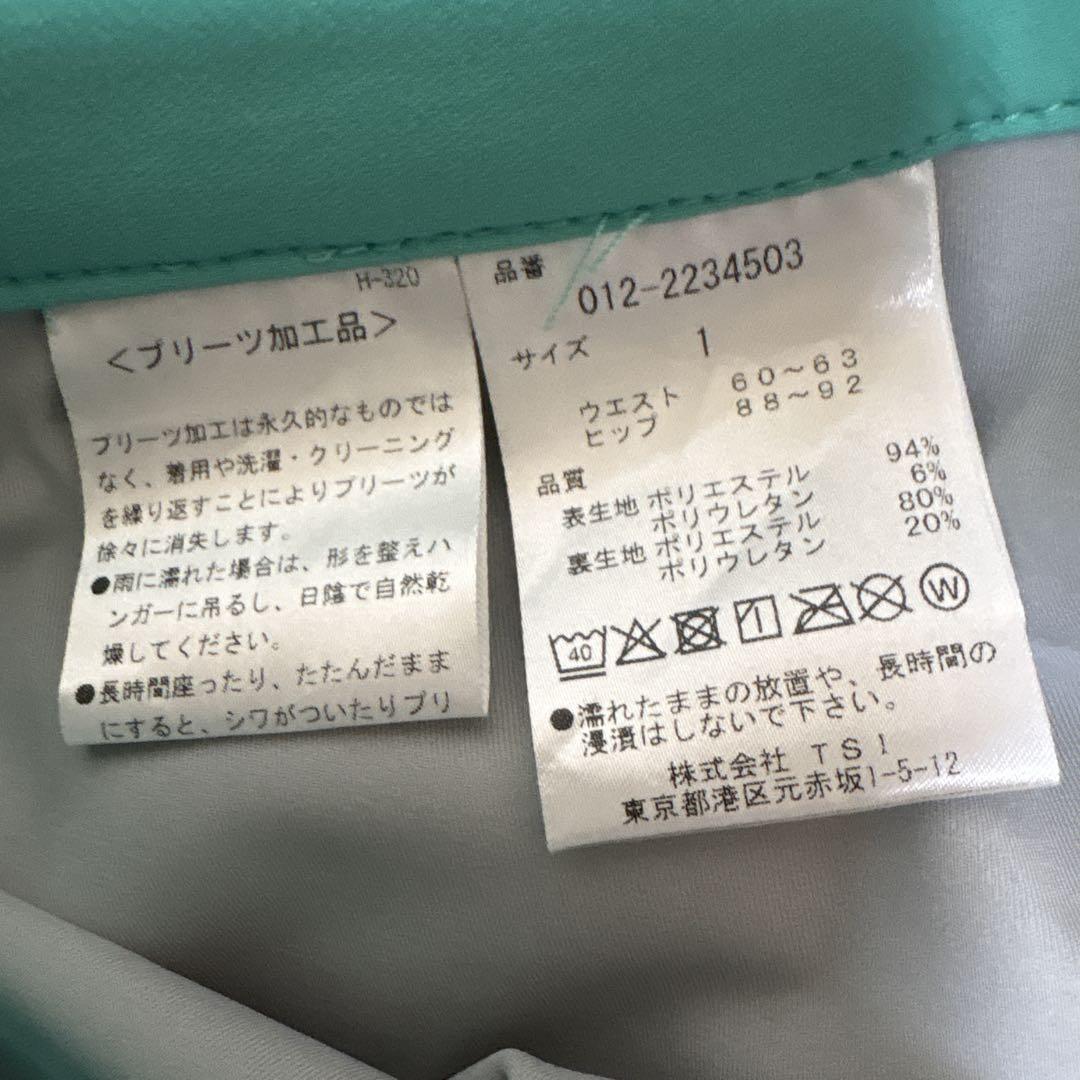 H-320
<プリーツ加工品>
プリーツ加工は永久的なものでは
なく、着用や洗濯・クリーニング
を繰り返すことによりプリーツが
徐々に消失します。
●雨に濡れた場合は、形を整えハ
ンガーに吊るし、日陰で自然乾
燥してください。
●長時間座ったり、たたんだまま
にすると、シワがついたりプリ
品番
012-2234503
サイズ 1
ウエスト 60～63
ヒップ 88～92
品質
表生地 ポリエステル 94%
ポリウレタン 6%
裏生地 ポリエステル 80%
ポリウレタン 20%
40 W
●濡れたままの放置や、長時間の
浸漬はしないで下さい。
株式会社 TSI
東京都港区元赤坂1-5-12